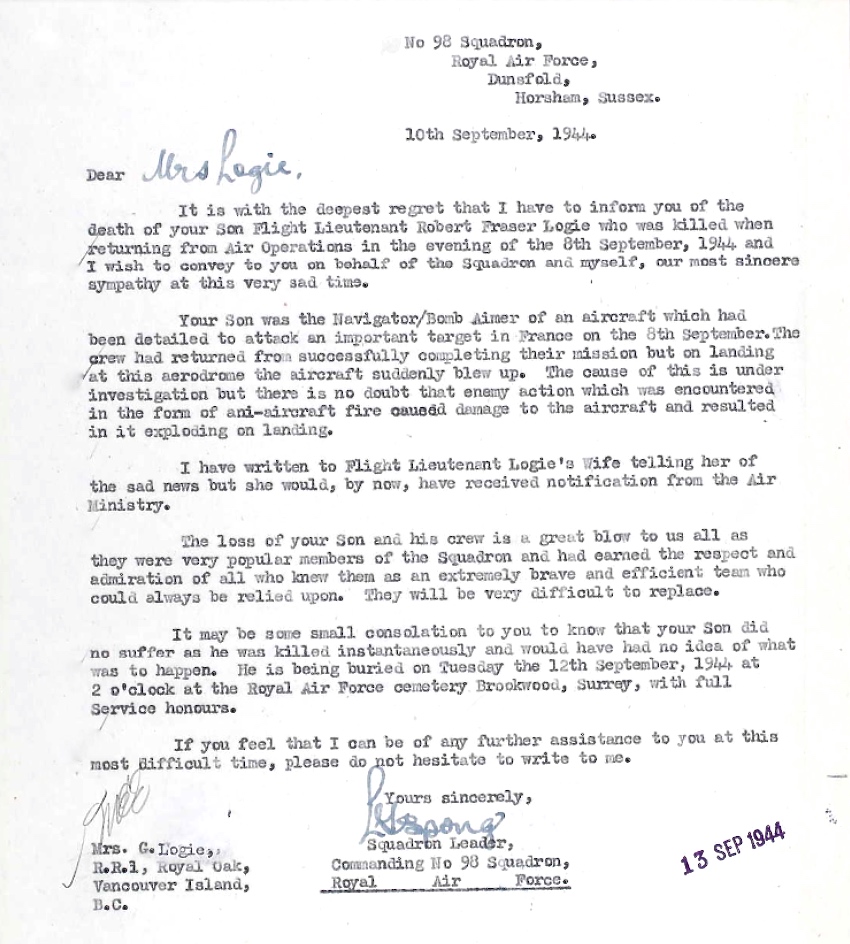 No 98 Squadron,
Royal Air Force,
Dunsfold,
Horsham, Sussex.
10th September, 1944.
Dear Mrs Logie,
It is with the deepest regret that I have to inform you of the
death of your Son Flight Lieutenant Robert Fraser Logie who was killed when
returning from Air Operations in the evening of the 8th September, 1944 and
I wish to convey to you on behalf of the Squadron and myself, our most sincere
sympathy at this very sad time.
Your Son was the Navigator/Bomb Aimer of an aircraft which had
been detailed to attack an important target in France on the 8th September.The
crew had returned from successfully completing their mission but on landing
at this aerodrome the aircraft suddenly blew up. The cause of this is under
investigation but there is no doubt that enemy action which was encountered
in the form of ani-aircraft fire caused damage to the aircraft and resulted
in it exploding on landing.
I have written to Flight Lieutenant Logie's Wife telling her of
the sad news but she would, by now, have received notification from the Air
Ministry.
The loss of your Son and his crew is a great blow to us all as
they were very popular members of the Squadron and had earned the respect and
admiration of all who knew them as an extremely brave and efficient team who
could always be relied upon. They will be very difficult to replace.
It may be some small consolation to you to know that your Son did
no suffer as he was killed instantaneously and would have had no idea of what
was to happen. He is being buried on Tuesday the 12th September, 1944 at
2 o'clock at the Royal Air Force cemetery Brookwood, Surrey, with full
Service honours.
If you feel that I can be of any further assistance to you at this
most difficult time, please do not hesitate to write to me.
Yours sincerely,
Squadron Leader,
Commanding No 98 Squadron,
Royal Air Force.
Mrs. G. Logie,
R.R.1, Royal Oak,
Vancouver Island,
B.C.
13 SEP 1944